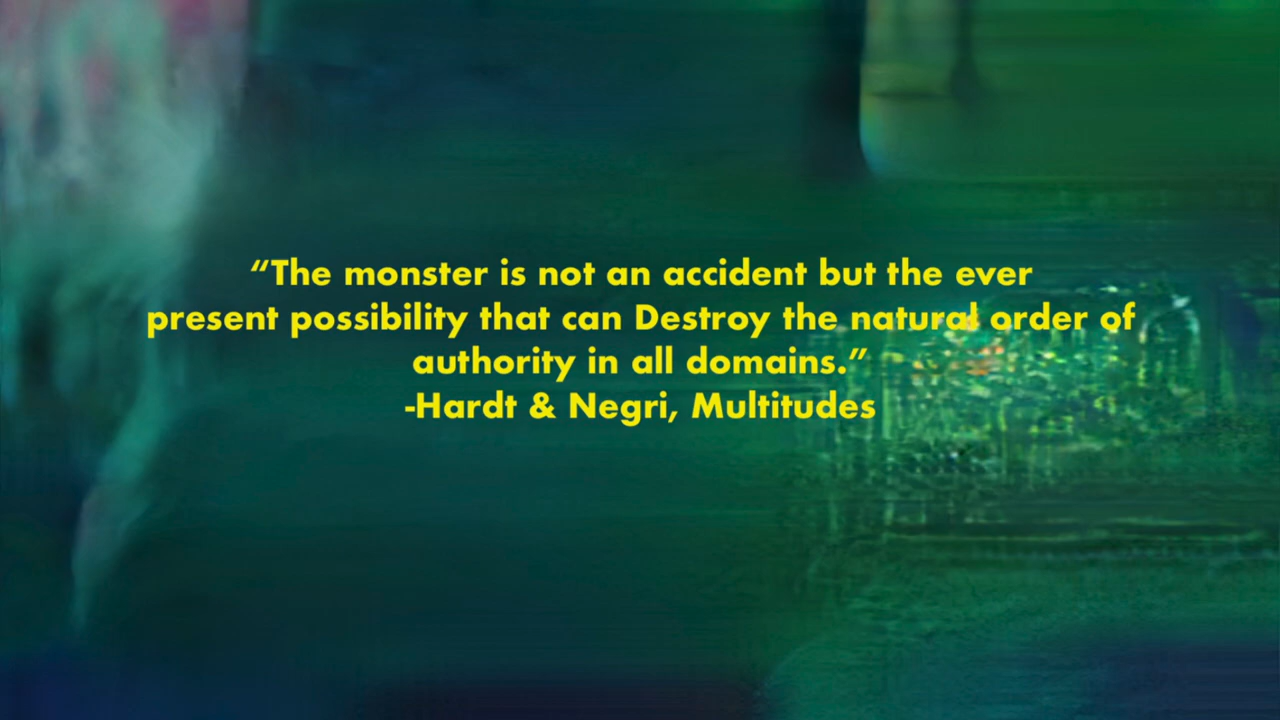 “The monster is not an accident but the ever
present possibility that can Destroy the natural order of
authority in all domains.”
-Hardt & Negri, Multitudes